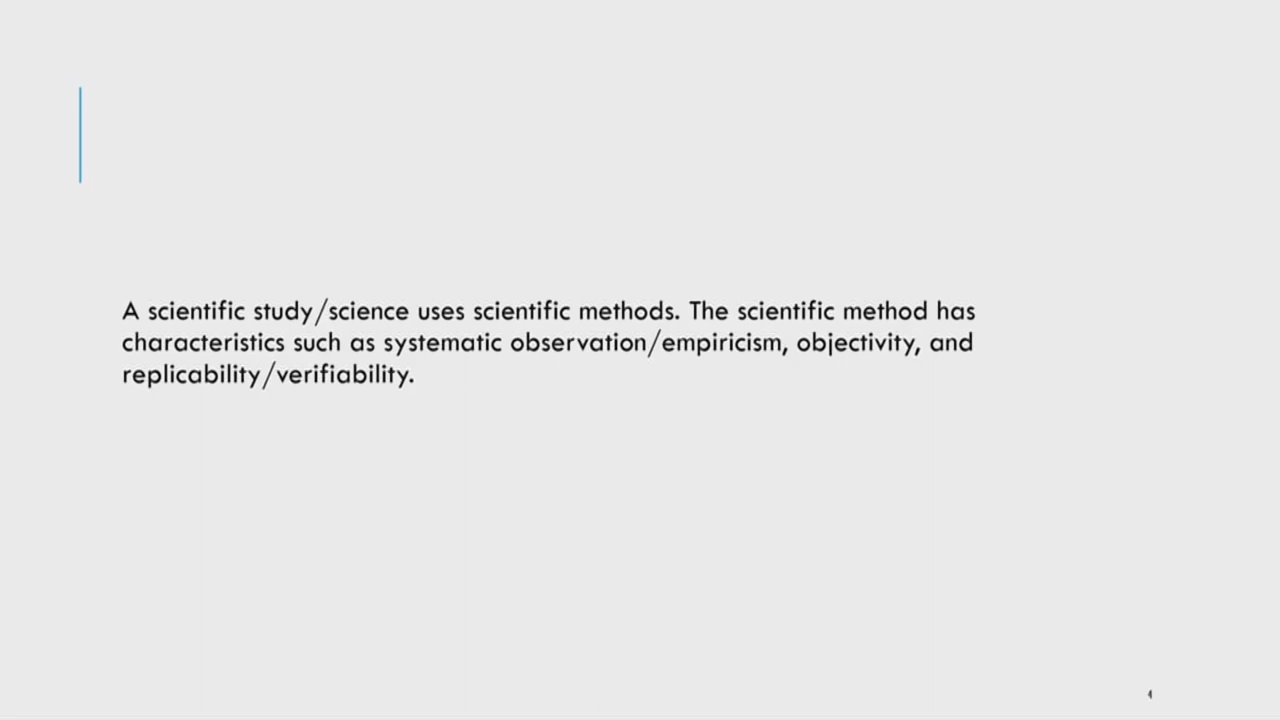 A scientific study/science uses scientific methods. The scientific method has
characteristics such as systematic observation/empiricism, objectivity, and
replicability/verifiability.
4